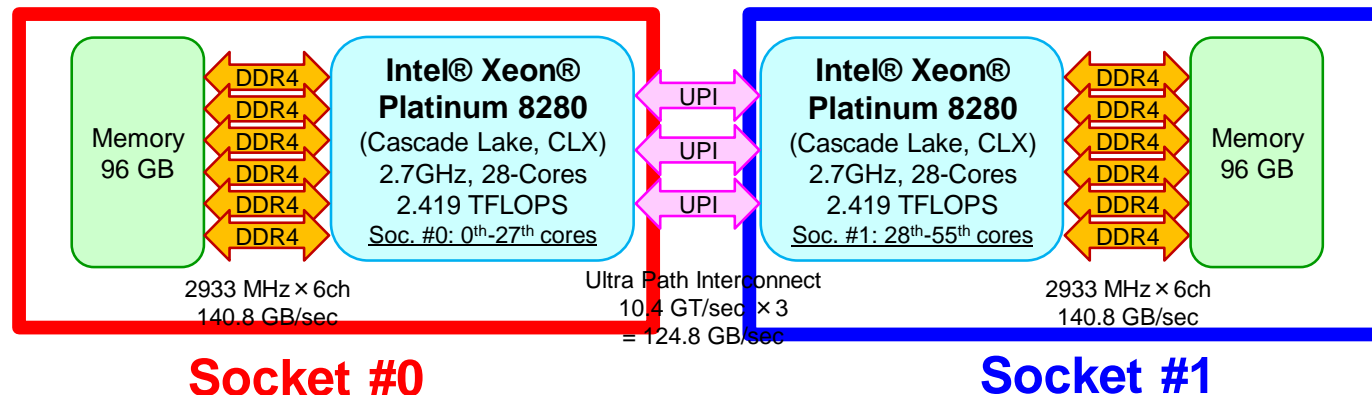 Memory
96 GB
DDR4
DDR4
DDR4
DDR4
DDR4
DDR4
2933 MHz×6ch
140.8 GB/sec
Intel® Xeon®
Platinum 8280
(Cascade Lake, CLX)
2.7GHz, 28-Cores
2.419 TFLOPS
Soc. #0: 0th-27th cores
UPI
UPI
UPI
Ultra Path Interconnect
10.4 GT/sec ×3
= 124.8 GB/sec
Intel® Xeon®
Platinum 8280
(Cascade Lake, CLX)
2.7GHz, 28-Cores
2.419 TFLOPS
Soc. #1: 28th-55th cores
DDR4
DDR4
DDR4
DDR4
DDR4
DDR4
2933 MHz×6ch
140.8 GB/sec
Memory
96 GB
Socket #0
Socket #1